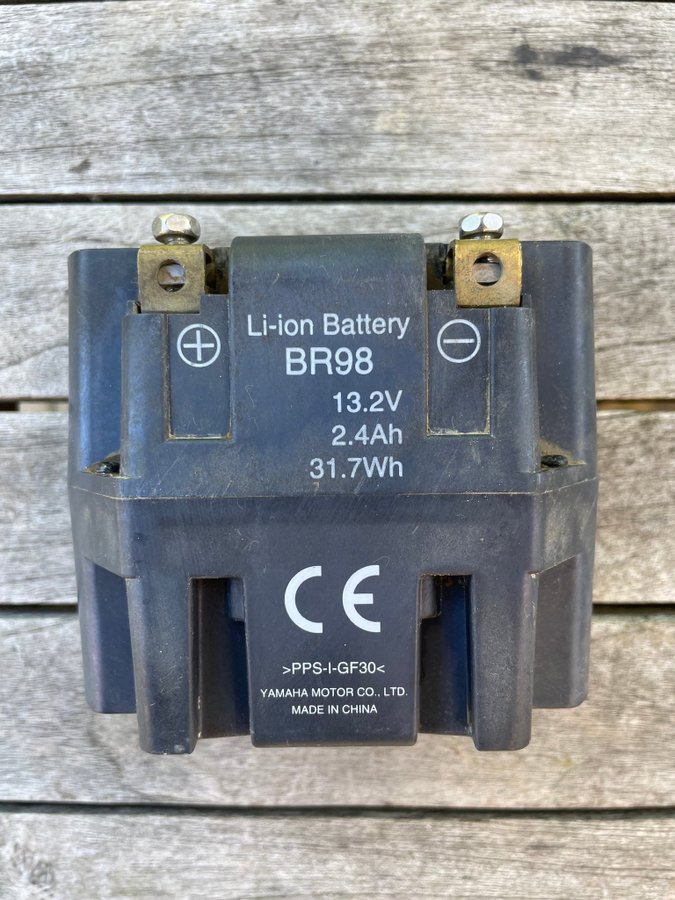 ⊕
⊖
Li-ion Battery
BR98
13.2V
2.4Ah
31.7Wh
CE
>PPS-I-GF30<
YAMAHA MOTOR CO., LTD.
MADE IN CHINA